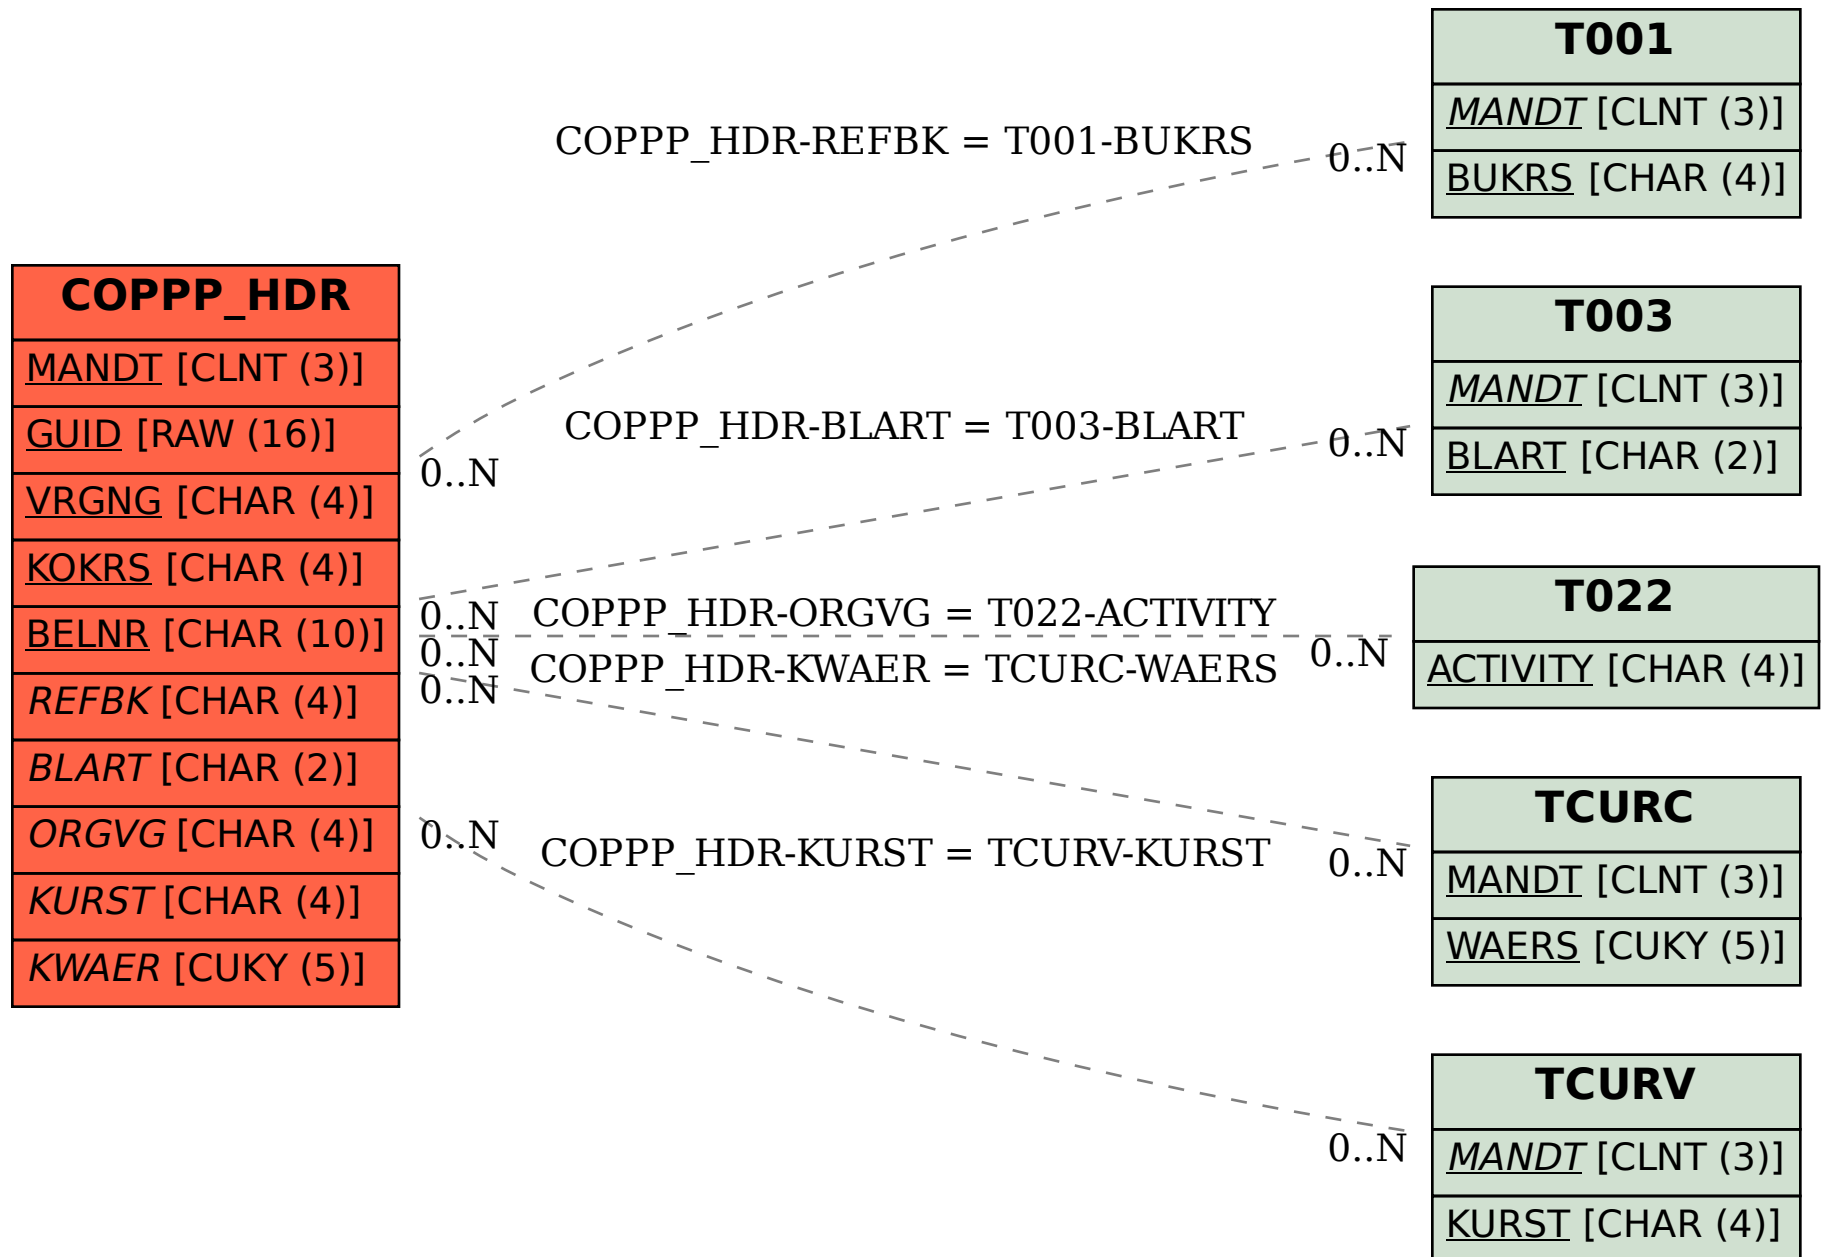 COPPP_HDR
MANDT [CLNT (3)]
GUID [RAW (16)]
VRGNG [CHAR (4)]
KOKRS [CHAR (4)]
BELNR [CHAR (10)]
REFBK [CHAR (4)]
BLART [CHAR (2)]
ORGVG [CHAR (4)]
KURST [CHAR (4)]
KWAER [CUKY (5)]
COPPP_HDR-REFBK = T001-BUKRS
0..N
0..N
COPPP_HDR-BLART = T003-BLART
0..N
0..N
COPPP_HDR-ORGVG = T022-ACTIVITY
0..N
0..N
COPPP_HDR-KWAER = TCURC-WAERS
0..N
0..N
COPPP_HDR-KURST = TCURV-KURST
0..N
0..N
T001
MANDT [CLNT (3)]
BUKRS [CHAR (4)]
T003
MANDT [CLNT (3)]
BLART [CHAR (2)]
T022
ACTIVITY [CHAR (4)]
TCURC
MANDT [CLNT (3)]
WAERS [CUKY (5)]
TCURV
MANDT [CLNT (3)]
KURST [CHAR (4)]